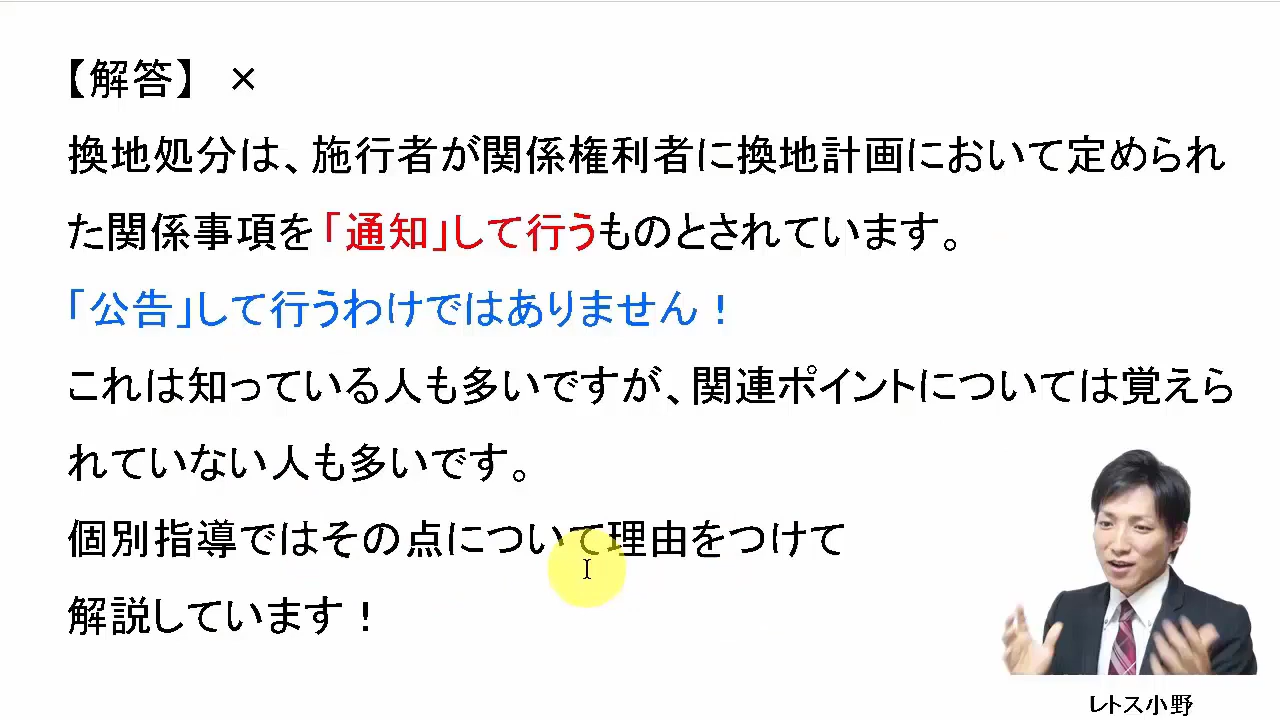 【解答】　×
換地処分は、施行者が関係権利者に換地計画において定められ
た関係事項を「通知」して行うものとされています。
「公告」して行うわけではありません！
これは知っている人も多いですが、関連ポイントについては覚えら
れていない人も多いです。
個別指導ではその点について理由をつけて
解説しています！
レトス小野